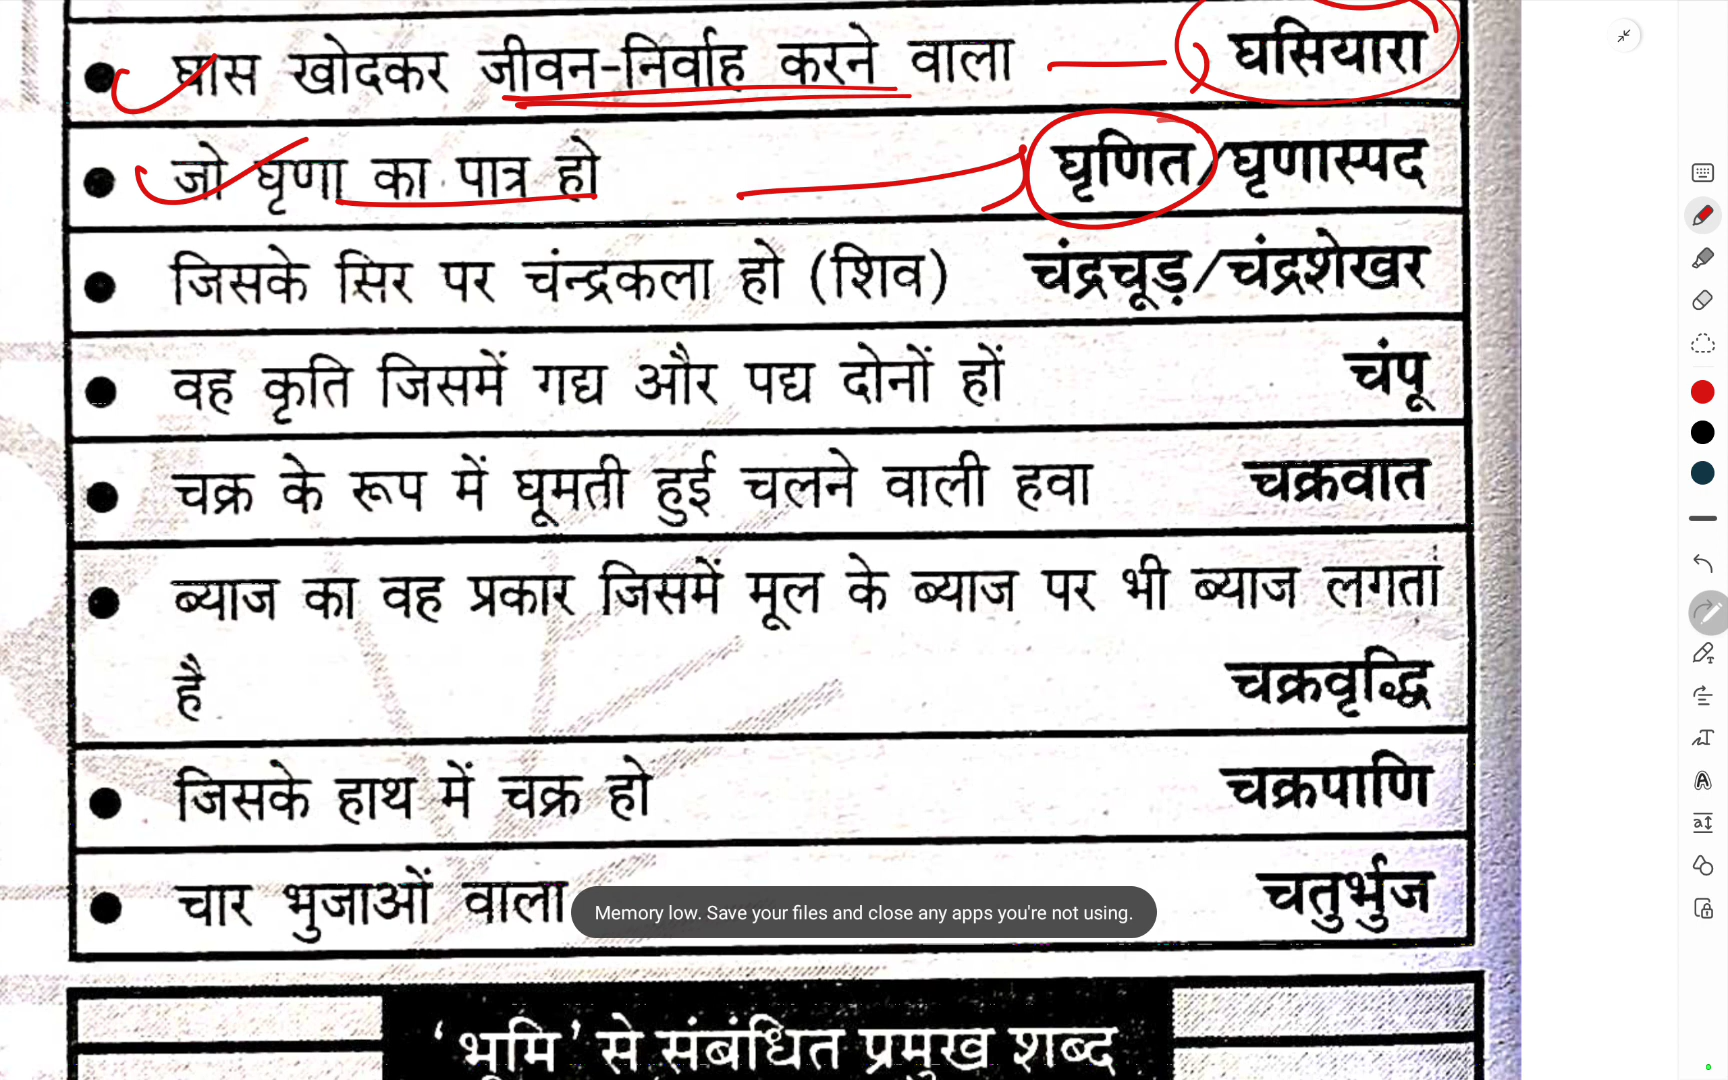 घास खोदकर जीवन-निर्वाह करने वाला घसियारा
जो घृणा का पात्र हो घृणित/घृणास्पद
जिसके सिर पर चंन्द्रकला हो (शिव) चंद्रचूड़/चंद्रशेखर
वह कृति जिसमें गद्य और पद्य दोनों हों चंपू
चक्र के रूप में घूमती हुई चलने वाली हवा चक्रवात
ब्याज का वह प्रकार जिसमें मूल के ब्याज पर भी ब्याज लगता
है चक्रवृद्धि
जिसके हाथ में चक्र हो चक्रपाणि
चार भुजाओं वाला चतुर्भुज
Memory low. Save your files and close any apps you're not using.
'भूमि' से संबंधित प्रमुख शब्द